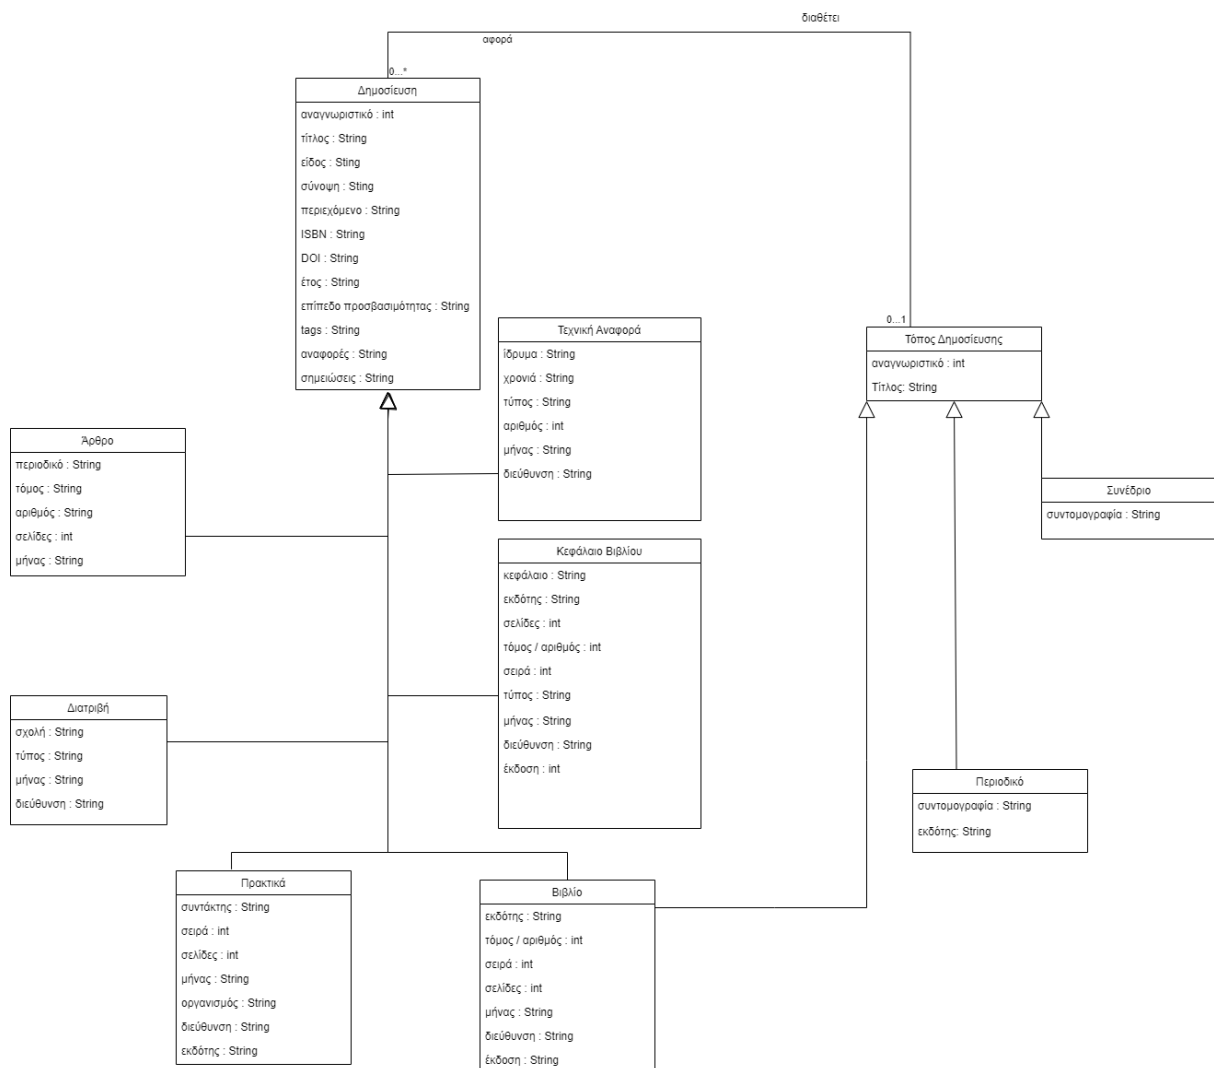 διαθέτει
αφορά
0...*
Δημοσίευση
αναγνωριστικό : int
τίτλος : String
είδος : Sting
σύνοψη : Sting
περιεχόμενο : String
ISBN : String
DOI : String
έτος : String
επίπεδο προσβασιμότητας : String
tags : String
αναφορές : String
σημειώσεις : String
0...1
Τόπος Δημοσίευσης
αναγνωριστικό : int
Τίτλος: String
Τεχνική Αναφορά
ίδρυμα : String
χρονιά : String
τύπος : String
αριθμός : int
μήνας : String
διεύθυνση : String
Άρθρο
περιοδικό : String
τόμος : String
αριθμός : String
σελίδες : int
μήνας : String
Συνέδριο
συντομογραφία : String
Κεφάλαιο Βιβλίου
κεφάλαιο : String
εκδότης : String
σελίδες : int
τόμος / αριθμός : int
σειρά : int
τύπος : String
μήνας : String
διεύθυνση : String
έκδοση : int
Διατριβή
σχολή : String
τύπος : String
μήνας : String
διεύθυνση : String
Περιοδικό
συντομογραφία : String
εκδότης: String
Πρακτικά
συντάκτης : String
σειρά : int
σελίδες : int
μήνας : String
οργανισμός : String
διεύθυνση : String
εκδότης : String
Βιβλίο
εκδότης : String
τόμος / αριθμός : int
σειρά : int
σελίδες : int
μήνας : String
διεύθυνση : String
έκδοση : String